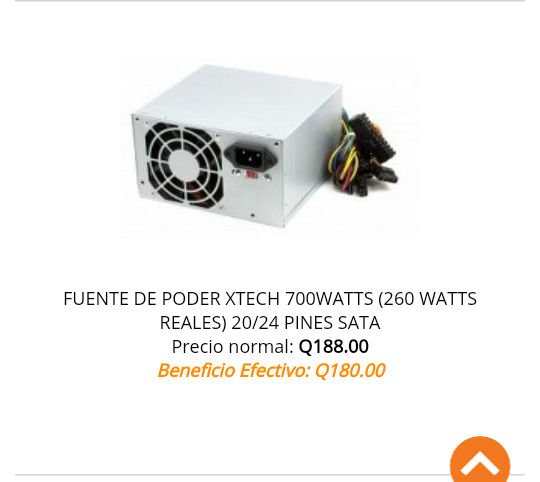 FUENTE DE PODER XTECH 700WATTS (260 WATTS
REALES) 20/24 PINES SATA
Precio normal: Q188.00
Beneficio Efectivo: Q180.00